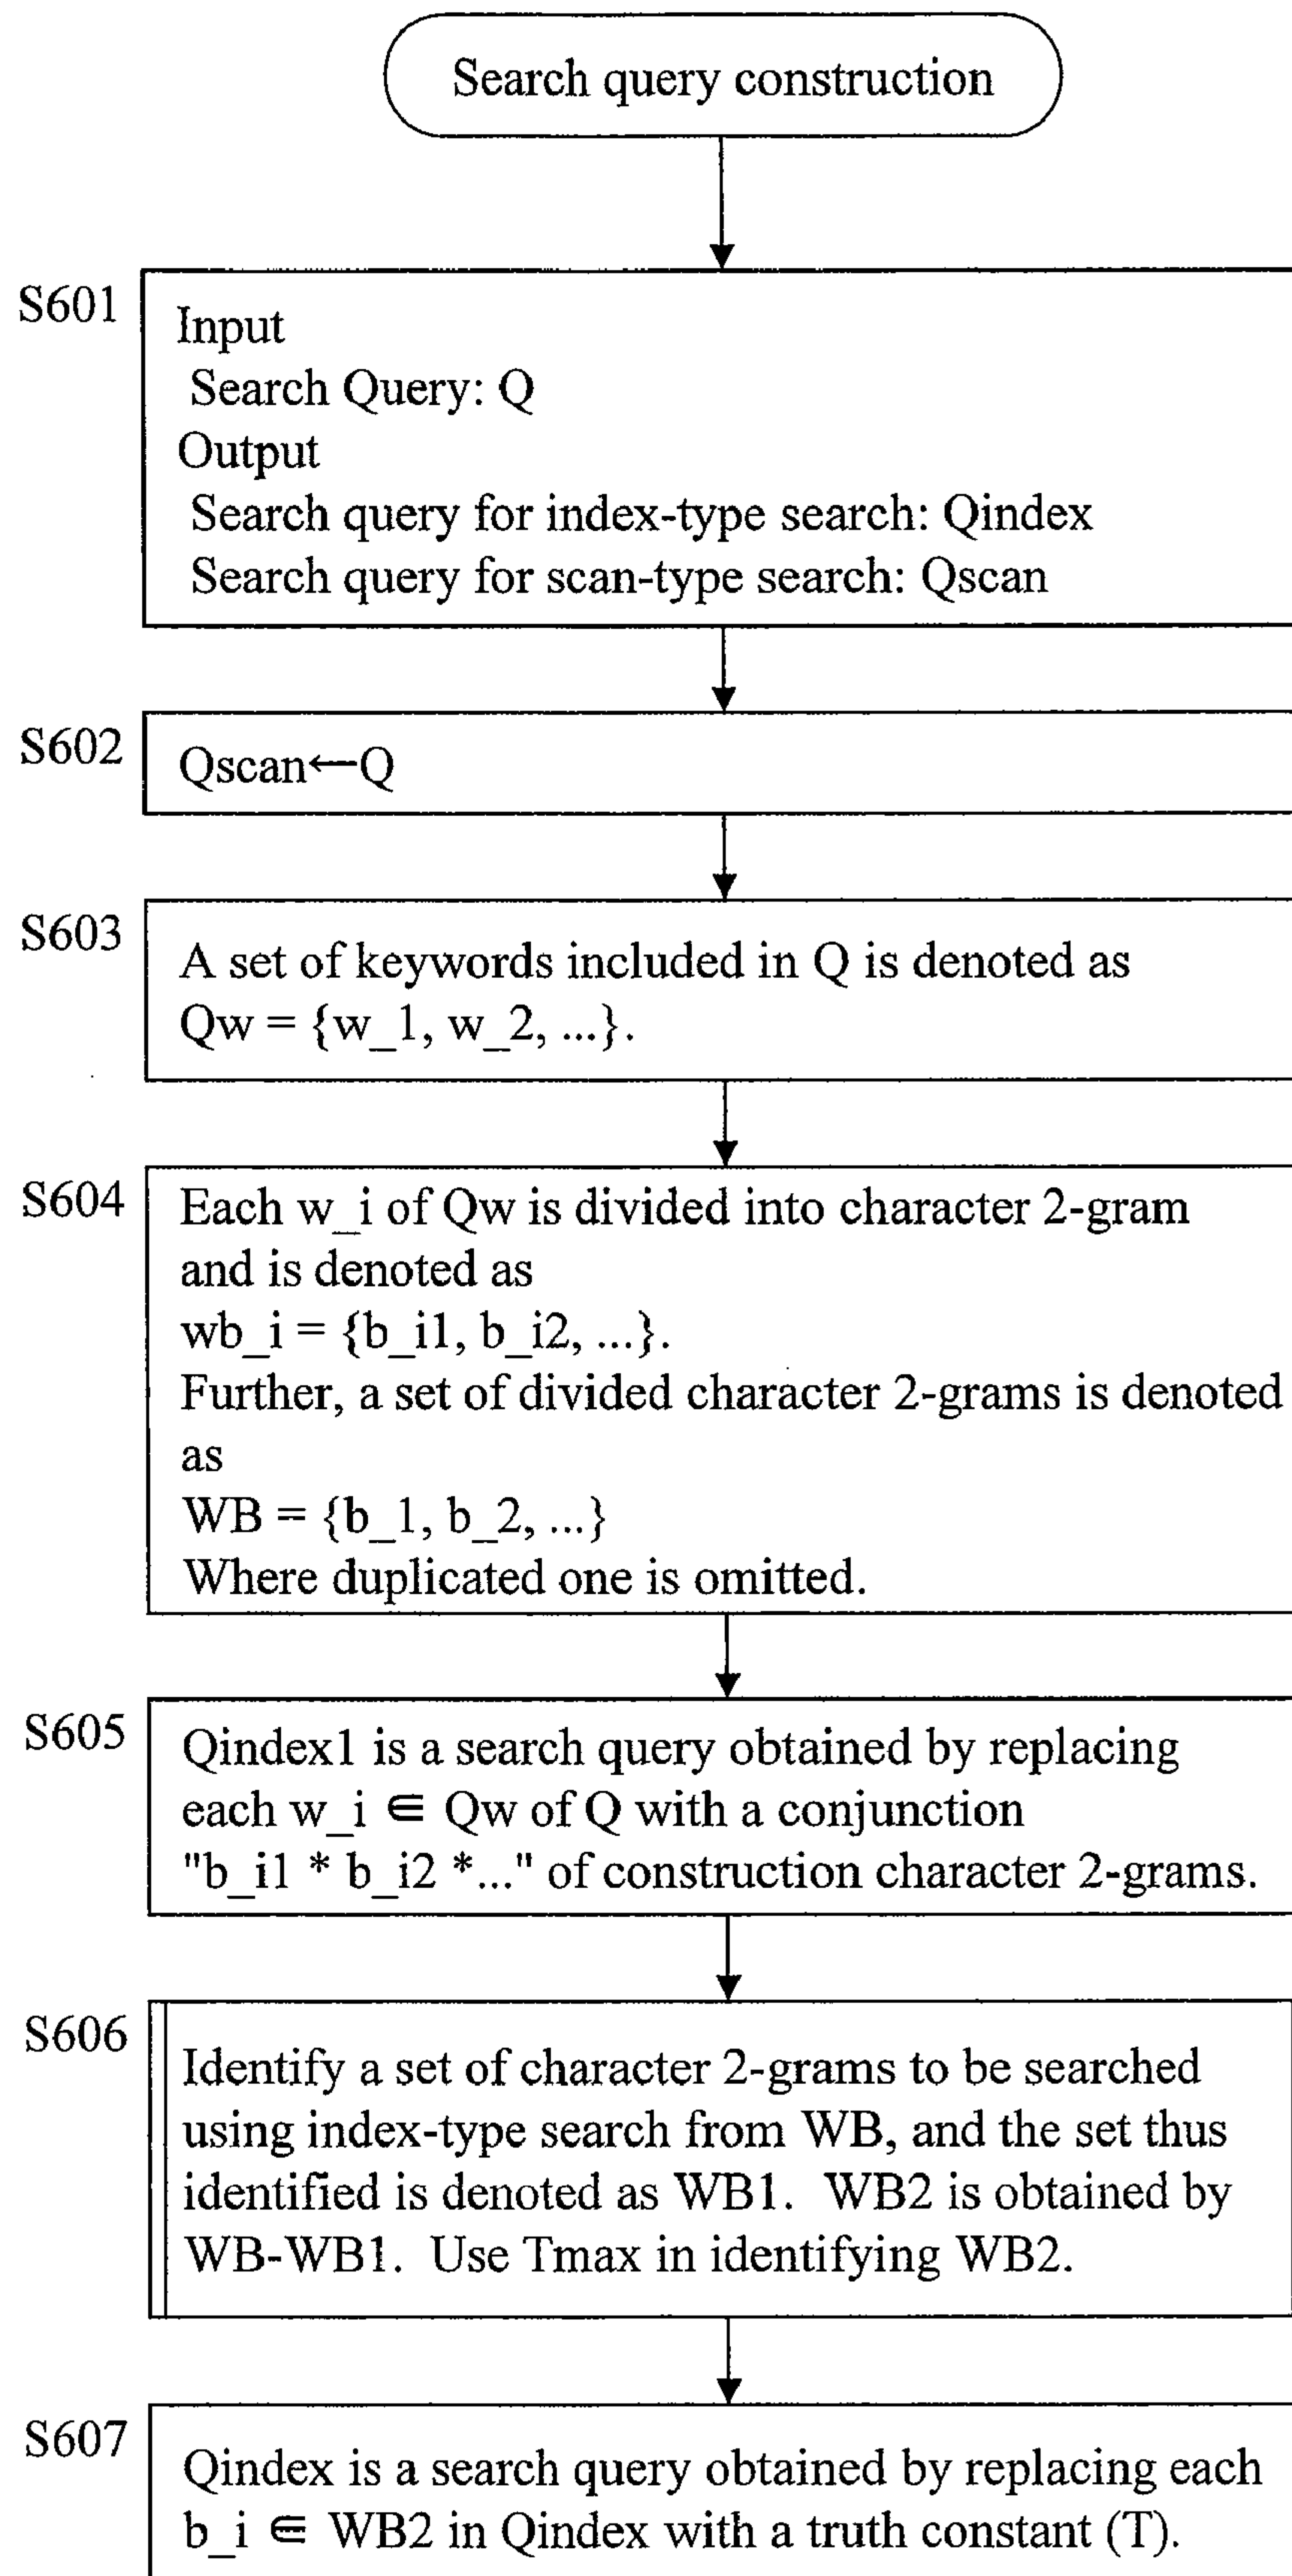 Search query construction
S601
Input
Search Query: Q
Output
Search query for index-type search: Qindex
Search query for scan-type search: Qscan
S602
Qscan←Q
S603
A set of keywords included in Q is denoted as
Qw = {w_1, w_2, ...}.
S604
Each w_i of Qw is divided into character 2-gram
and is denoted as
wb_i = {b_i1, b_i2, ...}.
Further, a set of divided character 2-grams is denoted
as
WB = {b_1, b_2, ...}
Where duplicated one is omitted.
S605
Qindex1 is a search query obtained by replacing
each w_i ∈ Qw of Q with a conjunction
"b_i1 * b_i2 *..." of construction character 2-grams.
S606
Identify a set of character 2-grams to be searched
using index-type search from WB, and the set thus
identified is denoted as WB1. WB2 is obtained by
WB-WB1. Use Tmax in identifying WB2.
S607
Qindex is a search query obtained by replacing each
b_i ∈ WB2 in Qindex with a truth constant (T).